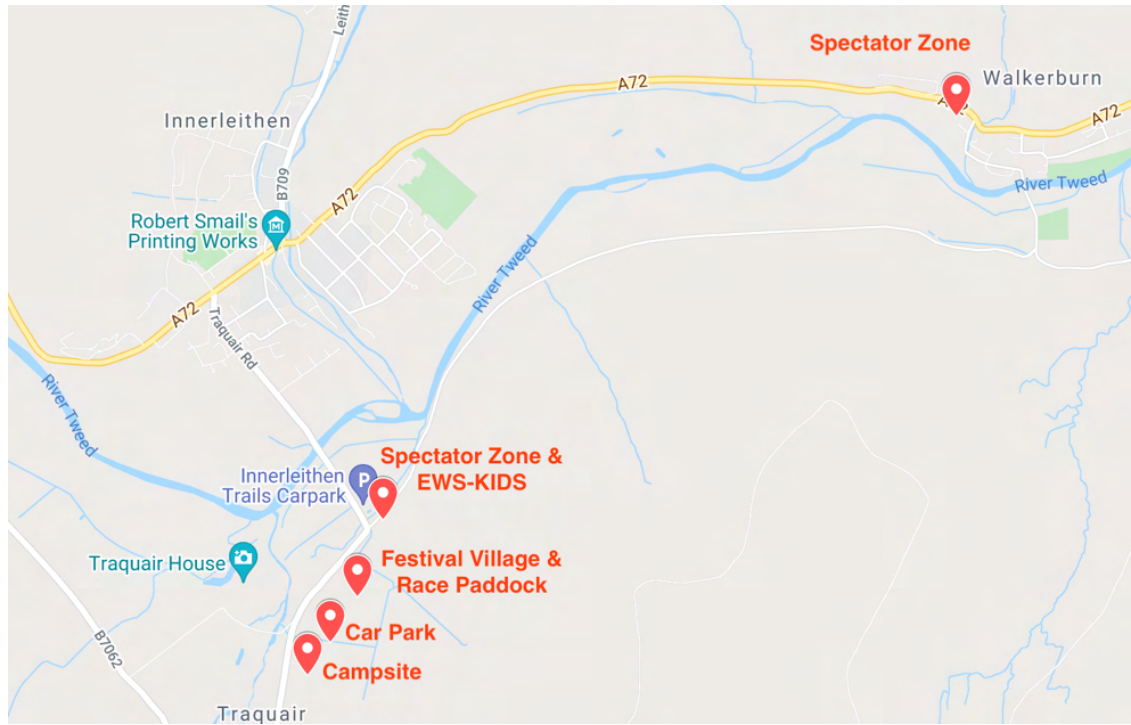 Leith
Spectator Zone
Walkerburn
A72
A72
A72
Innerleithen
B709
River Tweed
A72
Robert Smail's
Printing Works
River Tweed
A72
Traquair Rd
River Tweed
Spectator Zone &
EWS-KIDS
Innerleithen
Trails Carpark
P
Traquair House
Festival Village &
Race Paddock
Car Park
B7062
Campsite
Traquair